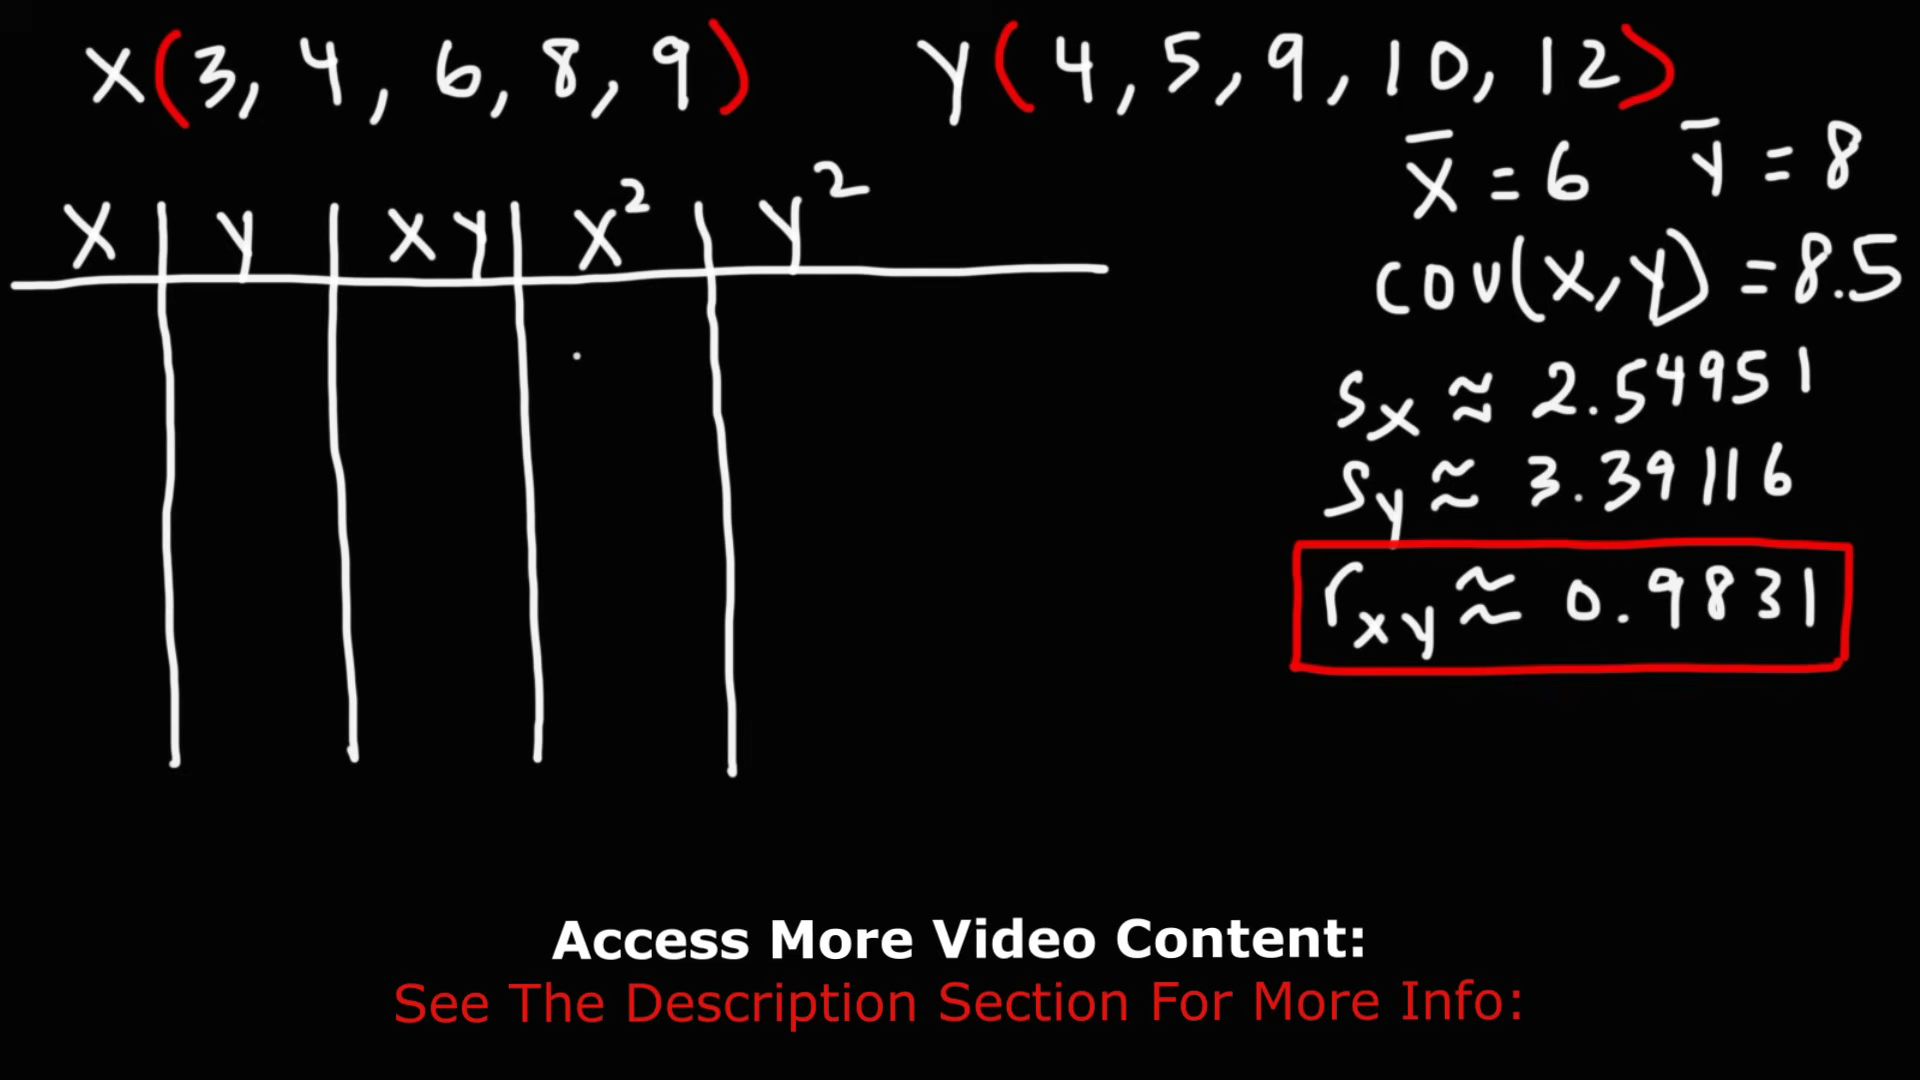 X(3, 4, 6, 8, 9) Y(4, 5, 9, 10, 12)
x̄ = 6 ȳ = 8
X y xy x² y²
cov(x, y) = 8.5
Sx ≈ 2.54951
Sy ≈ 3.39116
rxy ≈ 0.9831
Access More Video Content:
See The Description Section For More Info: